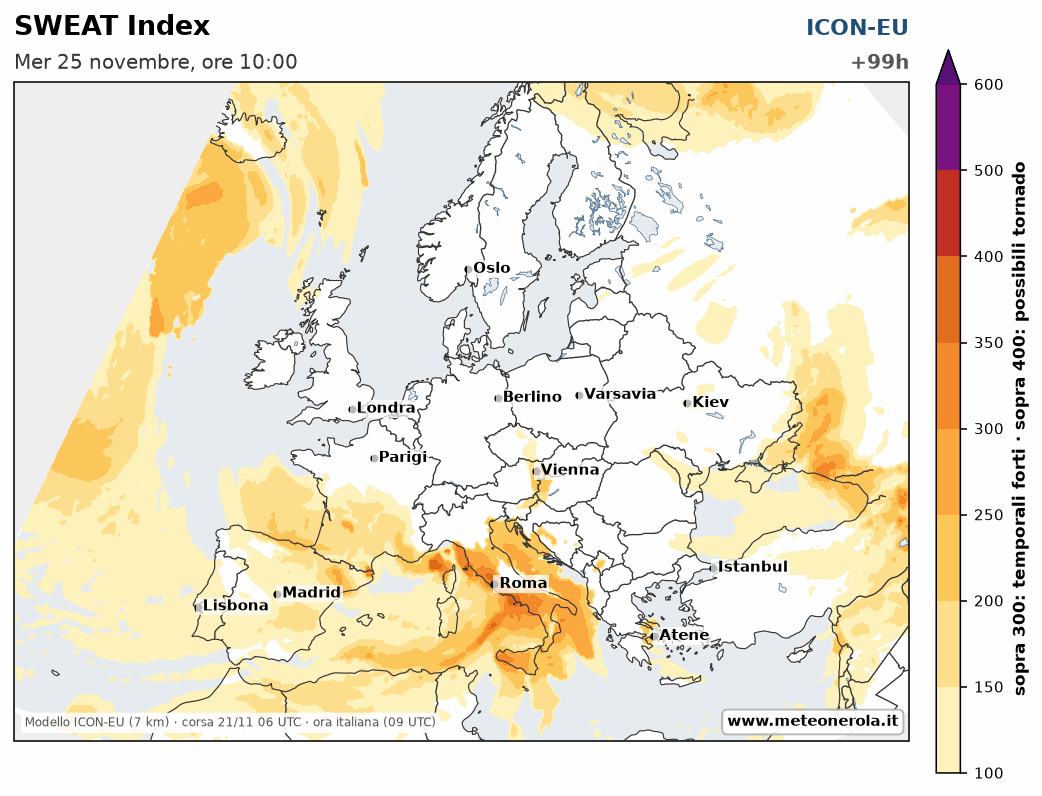 SWEAT Index
ICON-EU
Mer 25 novembre, ore 10:00
+99h
600
500
400
350
300
250
200
150
100
sopra 300: temporali forti · sopra 400: possibili tornado
Oslo
Berlino
Varsavia
Kiev
Londra
Parigi
Vienna
Istanbul
Roma
Madrid
Lisbona
Atene
Modello ICON-EU (7 km) · corsa 21/11 06 UTC · ora italiana (09 UTC)
www.meteonerola.it